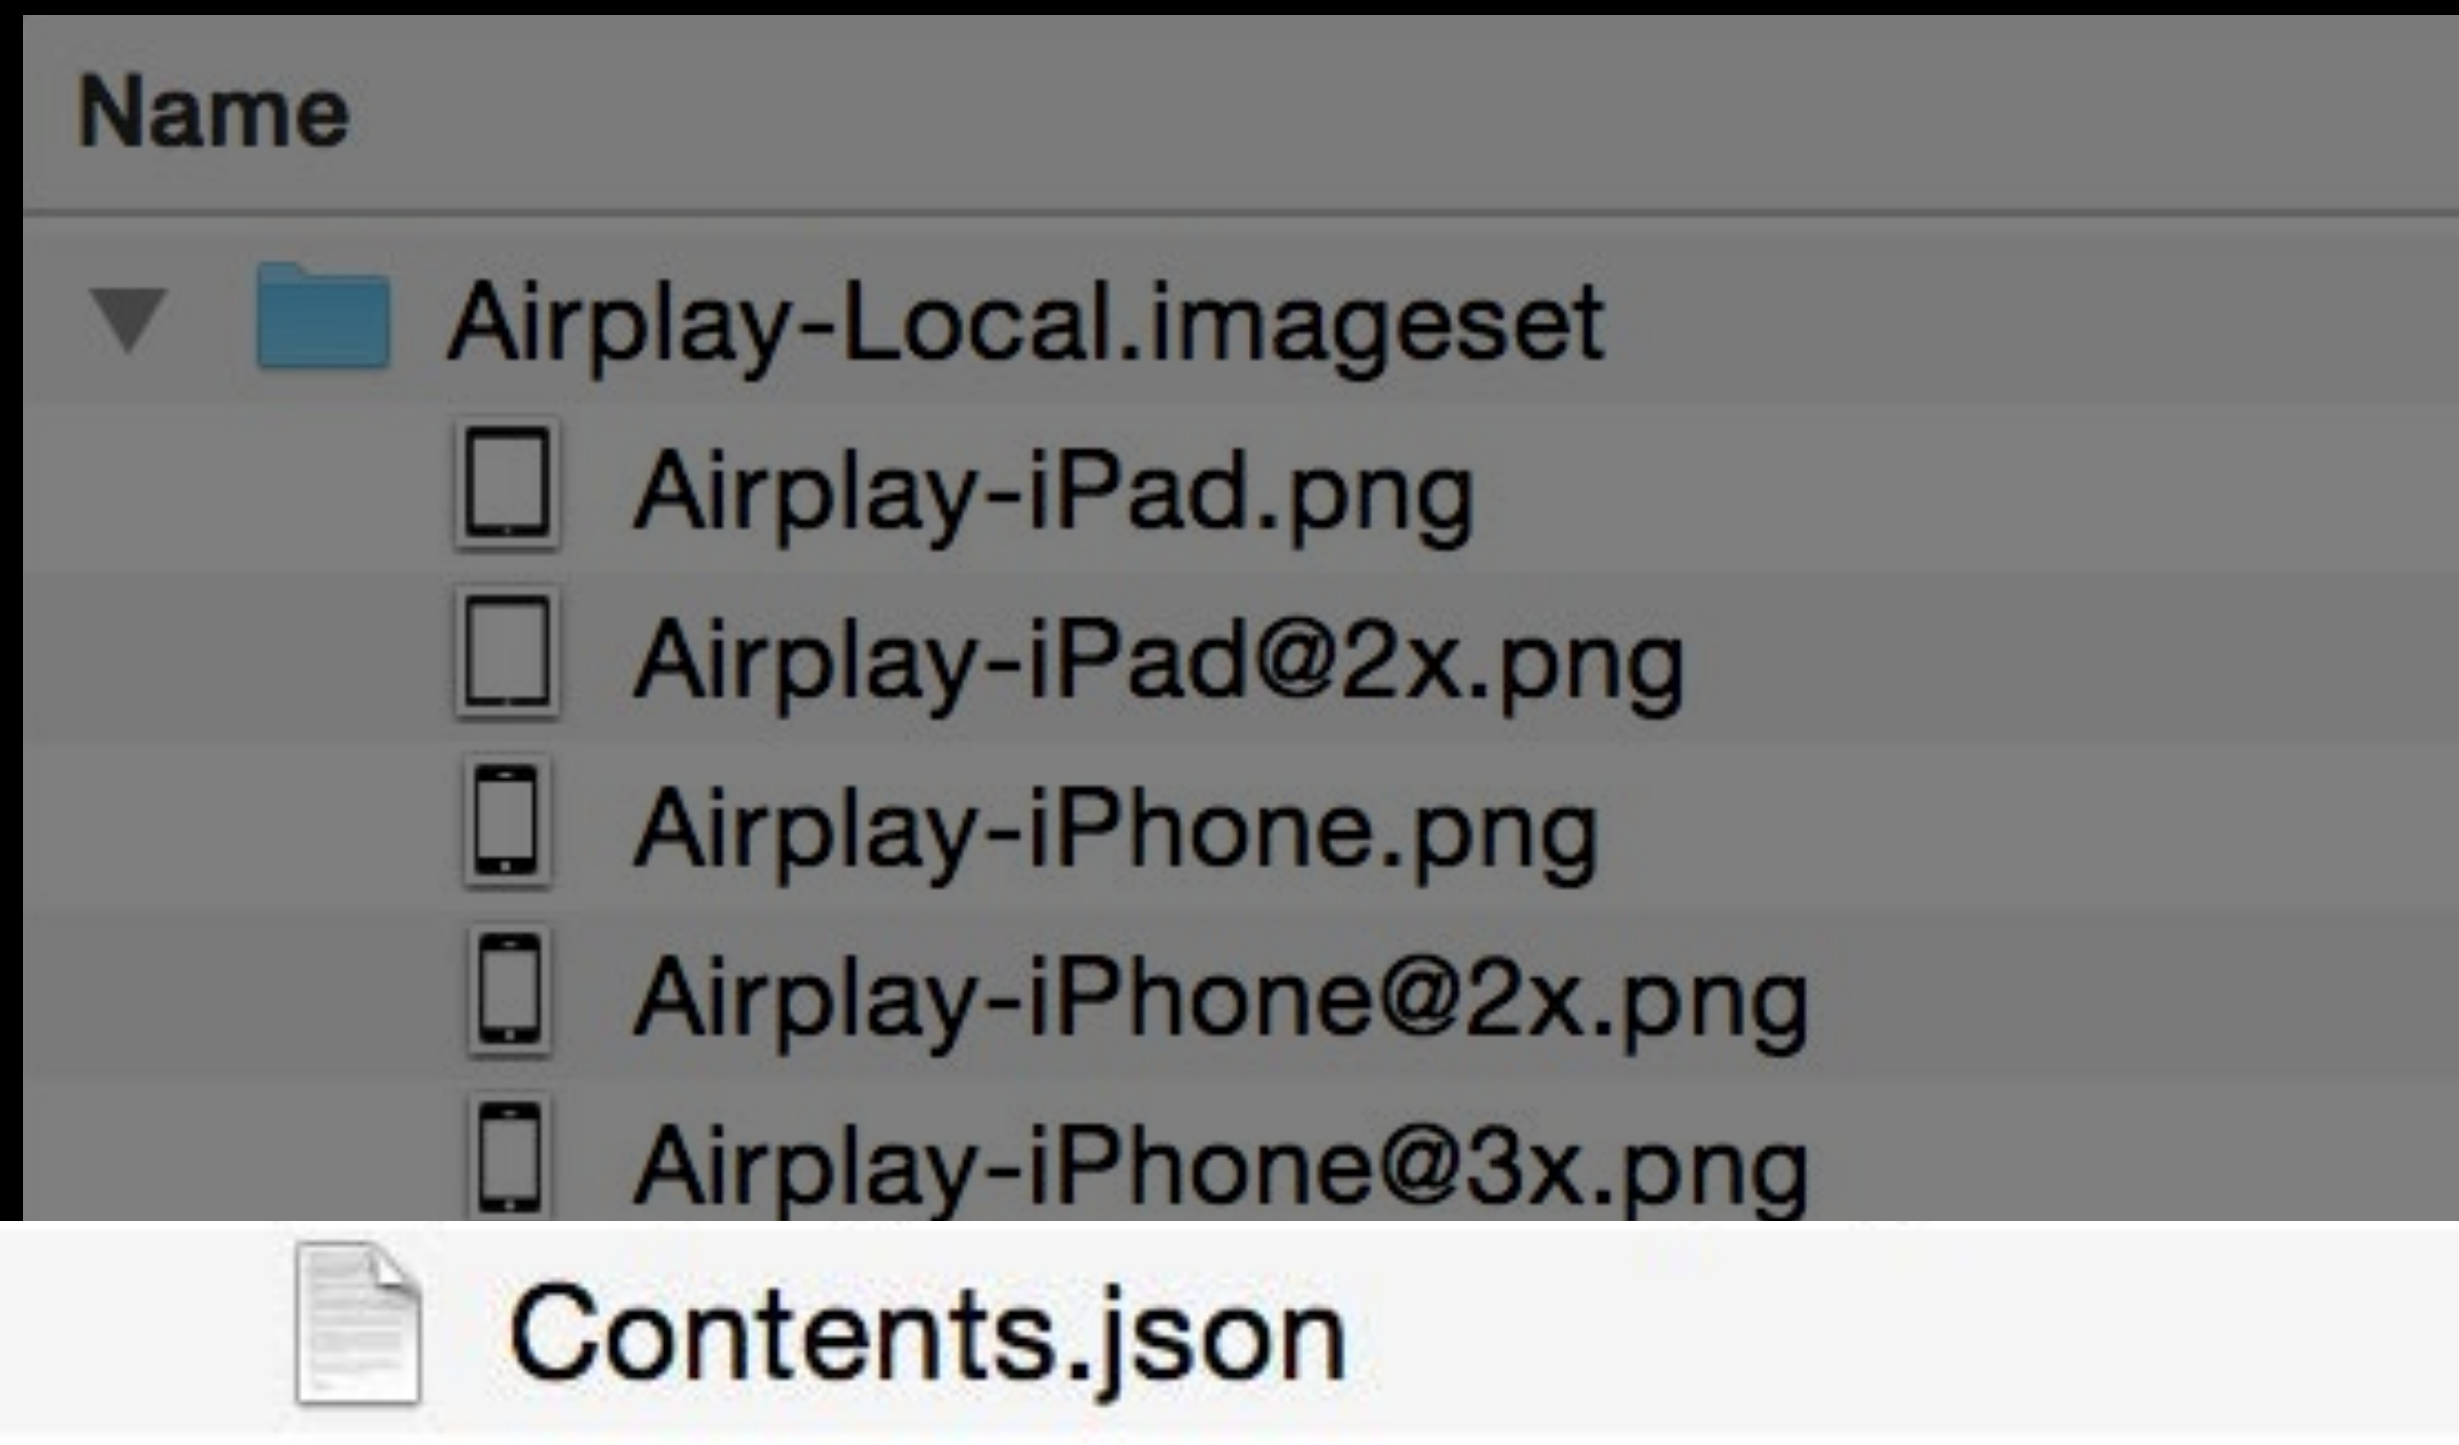 Name
Airplay-Local.imageset
Airplay-iPad.png
Airplay-iPad@2x.png
Airplay-iPhone.png
Airplay-iPhone@2x.png
Airplay-iPhone@3x.png
Contents.json